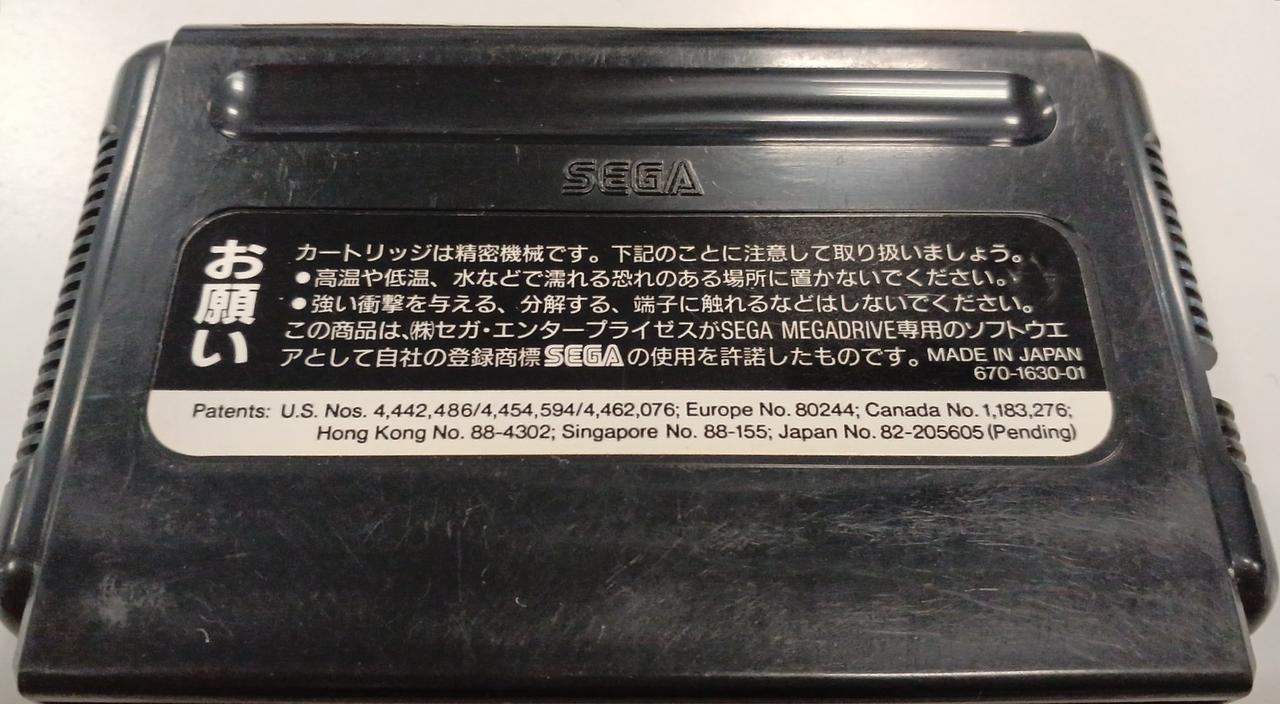 SEGA
お願い
カートリッジは精密機械です。下記のことに注意して取り扱いましょう。
●高温や低温、水などで濡れる恐れのある場所に置かないでください。
●強い衝撃を与える、分解する、端子に触れるなどはしないでください。
この商品は、㈱セガ・エンタープライゼスがSEGA MEGADRIVE専用のソフトウエ
アとして自社の登録商標SEGAの使用を許諾したものです。MADE IN JAPAN
670-1630-01
Patents: U.S. Nos. 4,442,486/4,454,594/4,462,076; Europe No. 80244; Canada No. 1,183,276;
Hong Kong No. 88-4302; Singapore No. 88-155; Japan No. 82-205605 (Pending)